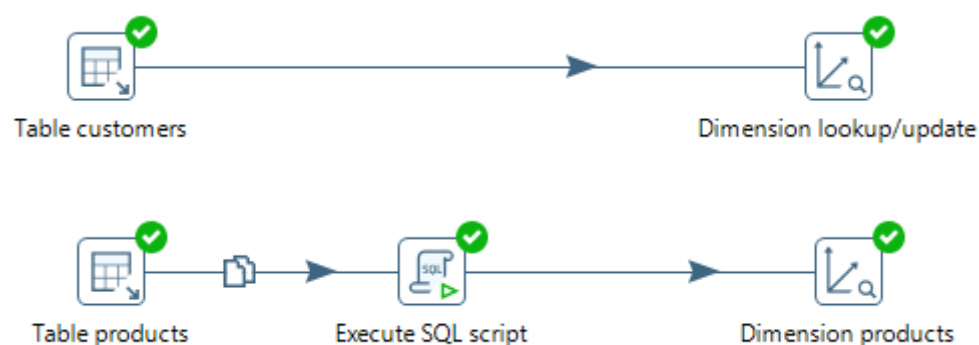 Table customers
Dimension lookup/update
SQL
Table products
Execute SQL script
Dimension products